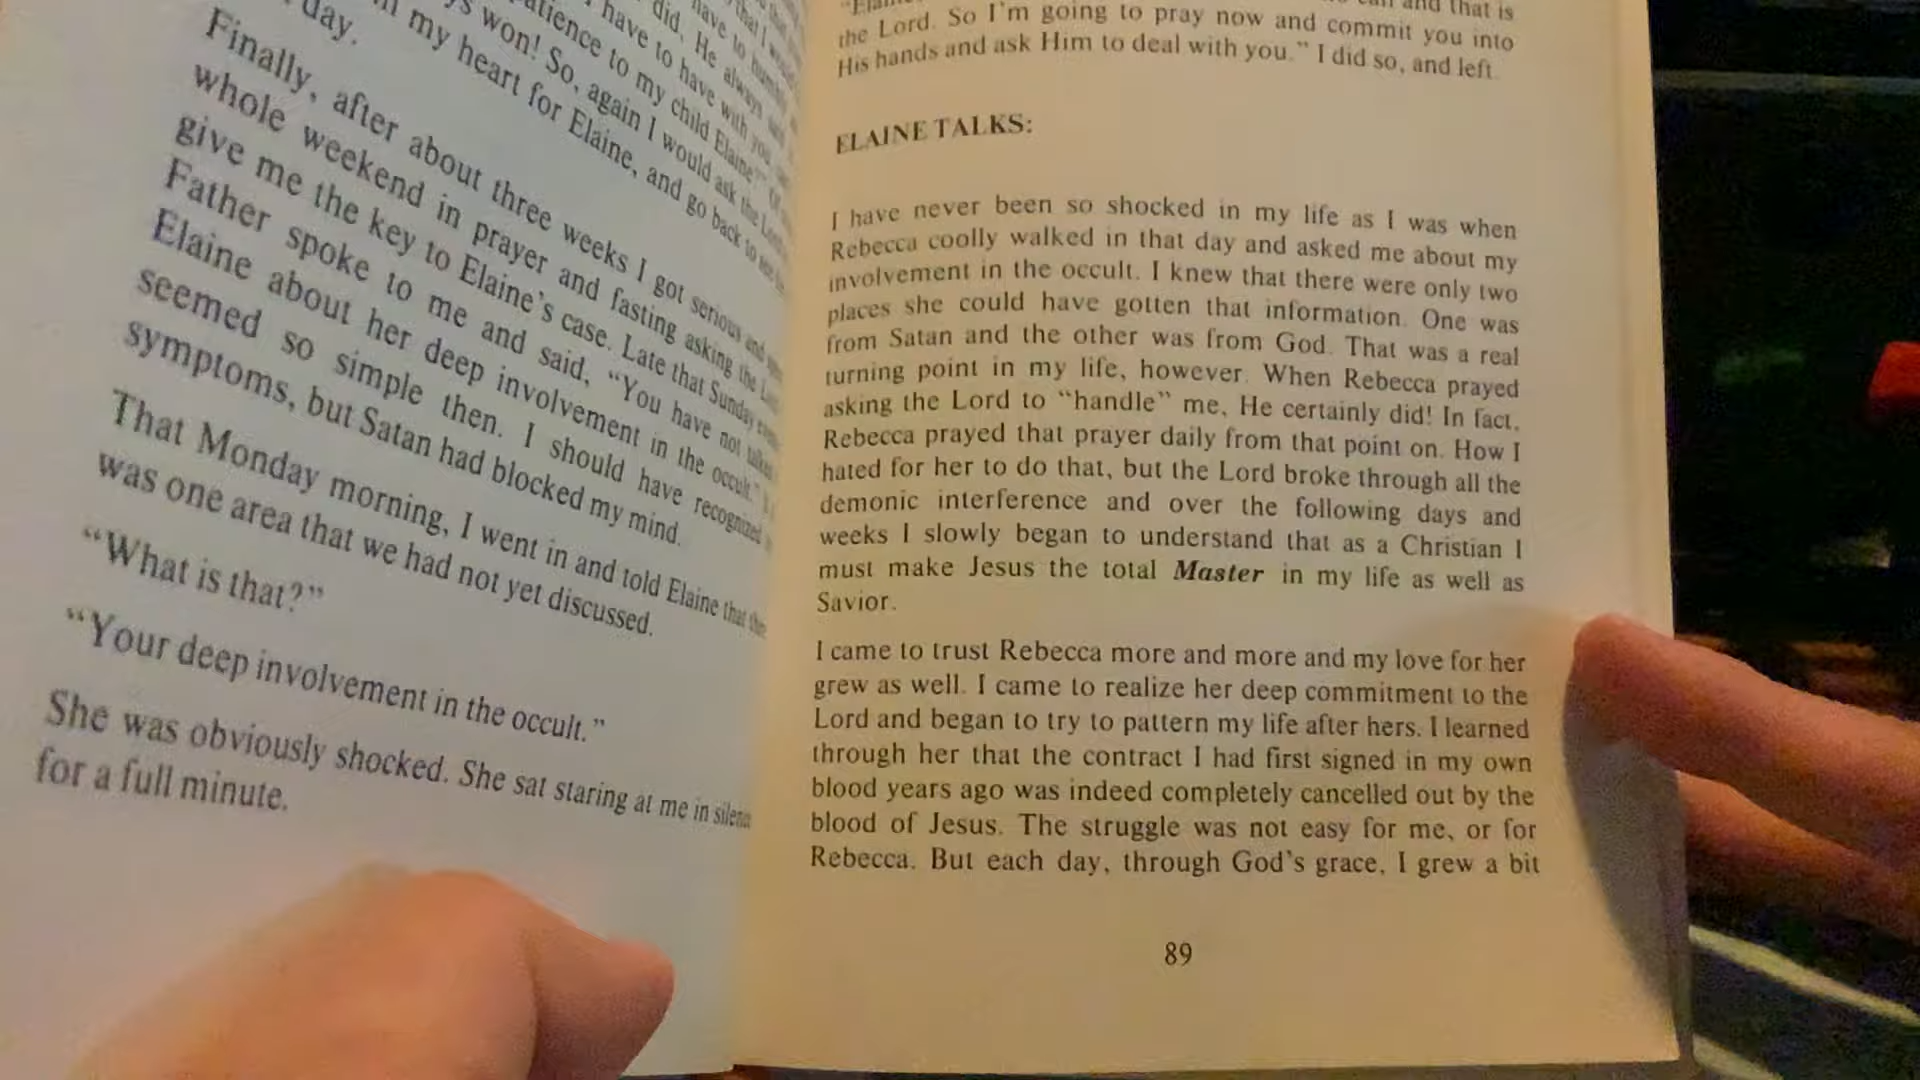 day.
my heart for Elaine, and go back to see
Finally, after about three weeks I got serious and
whole weekend in prayer and fasting asking the Lord
give me the key to Elaine's case. Late that Sunday
Father spoke to me and said, “You have not talked
Elaine about her deep involvement in the occult.”
seemed so simple then. I should have recognized
symptoms, but Satan had blocked my mind.
That Monday morning, I went in and told Elaine that
was one area that we had not yet discussed.
“What is that?”
“Your deep involvement in the occult.”
She was obviously shocked. She sat staring at me in
for a full minute.
and that is
the Lord. So I'm going to pray now and commit you into
His hands and ask Him to deal with you.” I did so, and left.
ELAINE TALKS:
I have never been so shocked in my life as I was when
Rebecca coolly walked in that day and asked me about my
involvement in the occult. I knew that there were only two
places she could have gotten that information. One was
from Satan and the other was from God. That was a real
turning point in my life, however. When Rebecca prayed
asking the Lord to “handle” me, He certainly did! In fact,
Rebecca prayed that prayer daily from that point on. How I
hated for her to do that, but the Lord broke through all the
demonic interference and over the following days and
weeks I slowly began to understand that as a Christian I
must make Jesus the total Master in my life as well as
Savior.
I came to trust Rebecca more and more and my love for her
grew as well. I came to realize her deep commitment to the
Lord and began to try to pattern my life after hers. I learned
through her that the contract I had first signed in my own
blood years ago was indeed completely cancelled out by the
blood of Jesus. The struggle was not easy for me, or for
Rebecca. But each day, through God's grace, I grew a bit
89